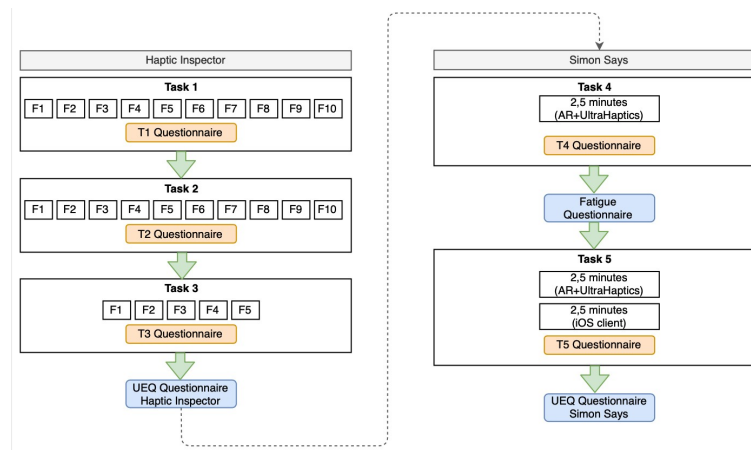 Haptic Inspector
Task 1
F1 F2 F3 F4 F5 F6 F7 F8 F9 F10
T1 Questionnaire
Task 2
F1 F2 F3 F4 F5 F6 F7 F8 F9 F10
T2 Questionnaire
Task 3
F1 F2 F3 F4 F5
T3 Questionnaire
UEQ Questionnaire
Haptic Inspector
Simon Says
Task 4
2,5 minutes
(AR+UltraHaptics)
T4 Questionnaire
Fatigue
Questionnaire
Task 5
2,5 minutes
(AR+UltraHaptics)
2,5 minutes
(iOS client)
T5 Questionnaire
UEQ Questionnaire
Simon Says